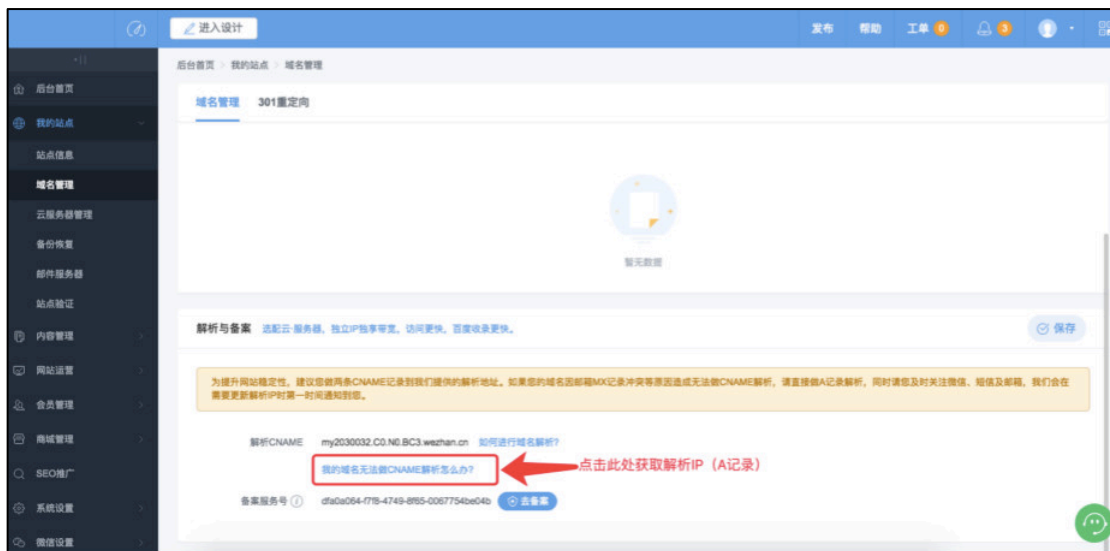 进入设计
发布
帮助
工单 0
3
后台首页 > 我的站点 > 域名管理
后台首页
我的站点
站点信息
域名管理
云服务器管理
备份恢复
邮件服务器
站点验证
内容管理
网站运营
会员管理
商城管理
SEO推广
系统设置
微信设置
域名管理
301重定向
暂无数据
解析与备案 选配云·服务器，独立IP独享带宽，访问更快，百度收录更快。
保存
为提升网站稳定性，建议您做两条CNAME记录到我们提供的解析地址。如果您的域名因邮箱MX记录冲突等原因造成无法做CNAME解析，请直接做A记录解析，同时请您及时关注微信、短信及邮箱，我们会在
需要更新解析IP时第一时间通知到您。
解析CNAME my2030032.C0.N0.BC3.wezhan.cn 如何进行域名解析?
我的域名无法做CNAME解析怎么办?
点击此处获取解析IP（A记录）
备案服务号 dfa0a064-f7f8-4749-8f65-0067754be04b 去备案